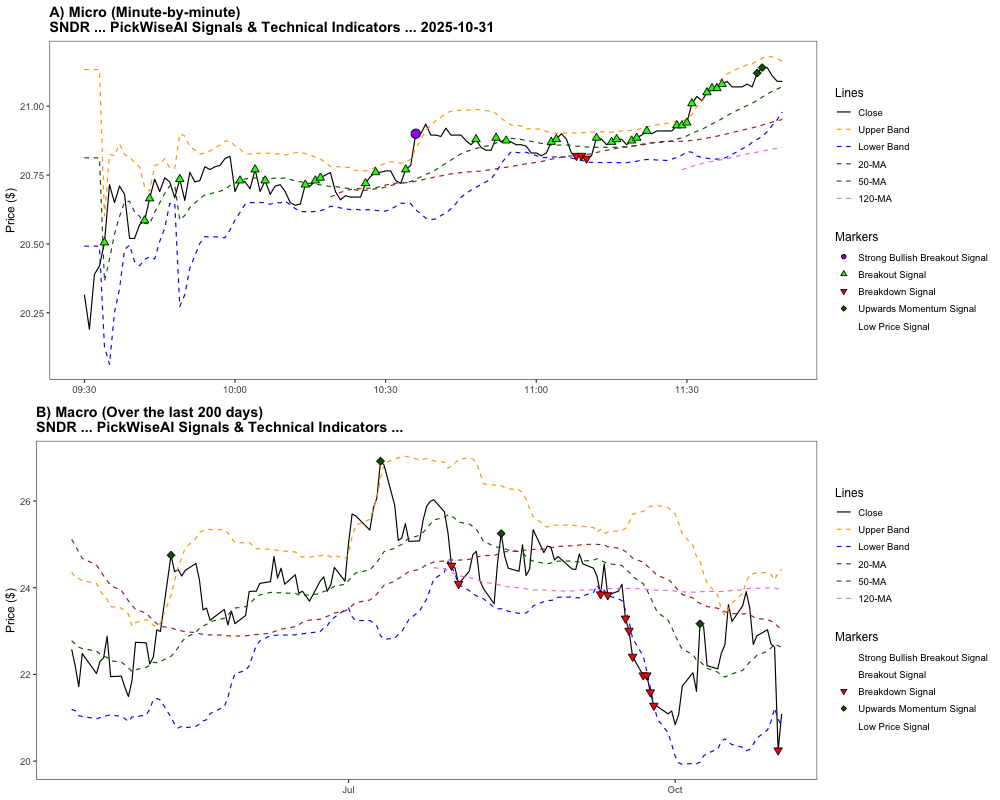 A) Micro (Minute-by-minute)
SNDR ... PickWiseAI Signals & Technical Indicators ... 2025-10-31
Price ($)
21.00
20.75
20.50
20.25
09:30
10:00
10:30
11:00
11:30
Lines
Close
Upper Band
Lower Band
20-MA
50-MA
120-MA
Markers
Strong Bullish Breakout Signal
Breakout Signal
Breakdown Signal
Upwards Momentum Signal
Low Price Signal
B) Macro (Over the last 200 days)
SNDR ... PickWiseAI Signals & Technical Indicators ...
Price ($)
26
24
22
20
Jul
Oct
Lines
Close
Upper Band
Lower Band
20-MA
50-MA
120-MA
Markers
Strong Bullish Breakout Signal
Breakout Signal
Breakdown Signal
Upwards Momentum Signal
Low Price Signal